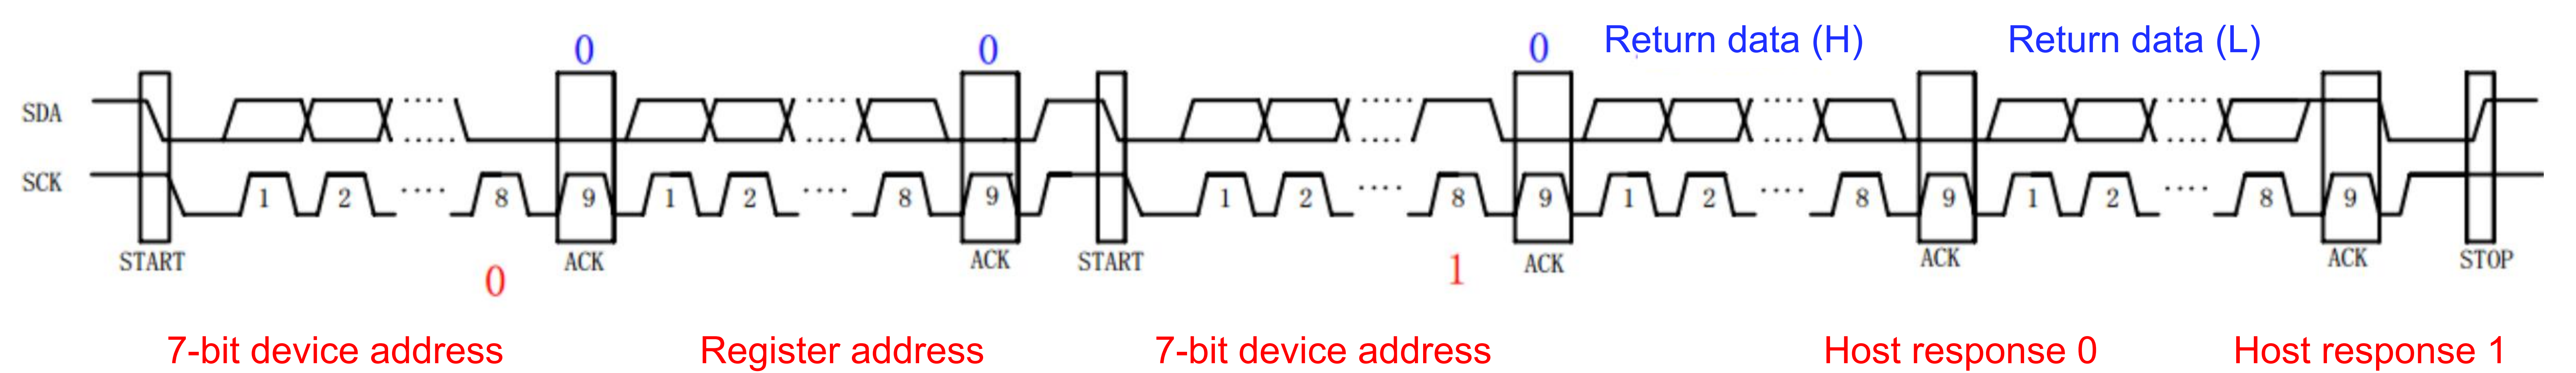 0 0 0 Return data (H) Return data (L)
SDA
SCK 1 2 8 9 1 2 8 9 1 2 8 9 1 2 8 9 1 2 8 9
START ACK ACK START ACK ACK ACK STOP
0 1
7-bit device address Register address 7-bit device address Host response 0 Host response 1